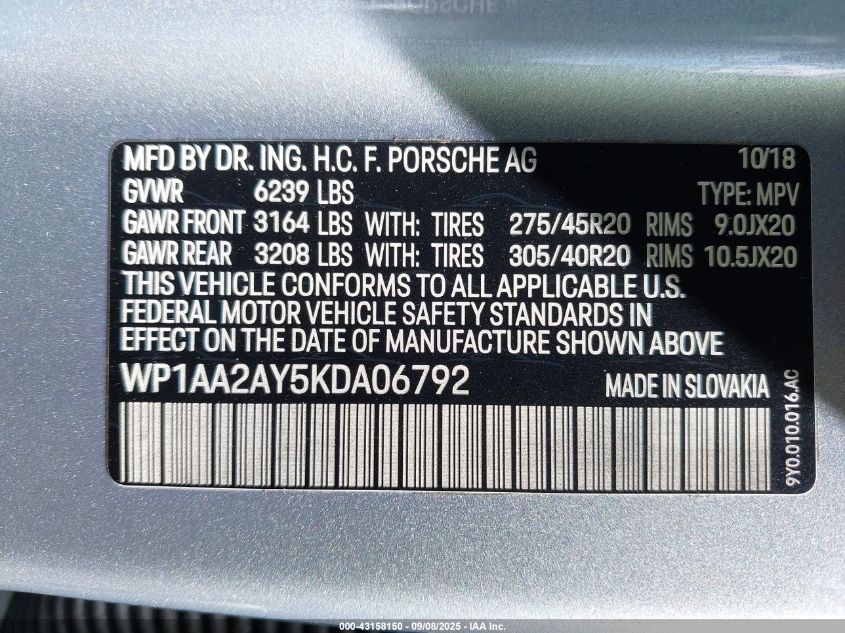 MFD BY DR. ING. H.C. F. PORSCHE AG 10/18
GVWR 6239 LBS TYPE: MPV
GAWR FRONT 3164 LBS WITH: TIRES 275/45R20 RIMS 9.0JX20
GAWR REAR 3208 LBS WITH: TIRES 305/40R20 RIMS 10.5JX20
THIS VEHICLE CONFORMS TO ALL APPLICABLE U.S.
FEDERAL MOTOR VEHICLE SAFETY STANDARDS IN
EFFECT ON THE DATE OF MANUFACTURE SHOWN ABOVE
WP1AA2AY5KDA06792 MADE IN SLOVAKIA
9Y0.010.016.AC
000-43158150 - 09/08/2025 - IAA Inc.